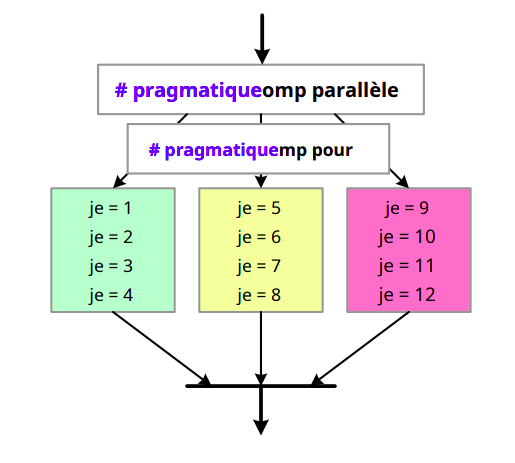 # pragmatiqueomp parallèle
# pragmatiquemp pour
je = 1
je = 2
je = 3
je = 4
je = 5
je = 6
je = 7
je = 8
je = 9
je = 10
je = 11
je = 12